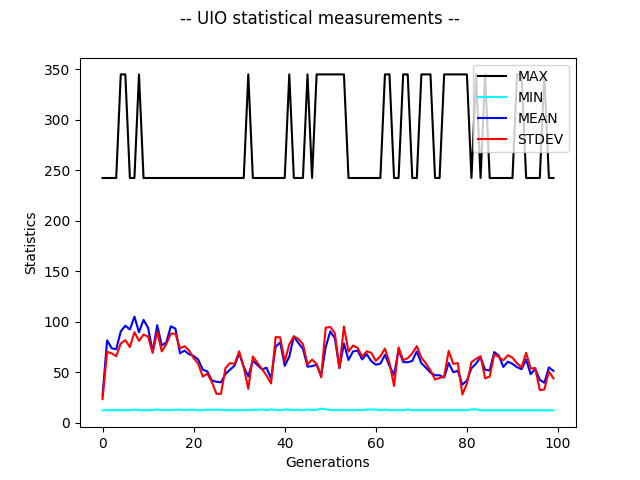 -- UIO statistical measurements --
350
300
250
200
150
100
50
0
Statistics
MAX
MIN
MEAN
STDEV
0 20 40 60 80 100
Generations